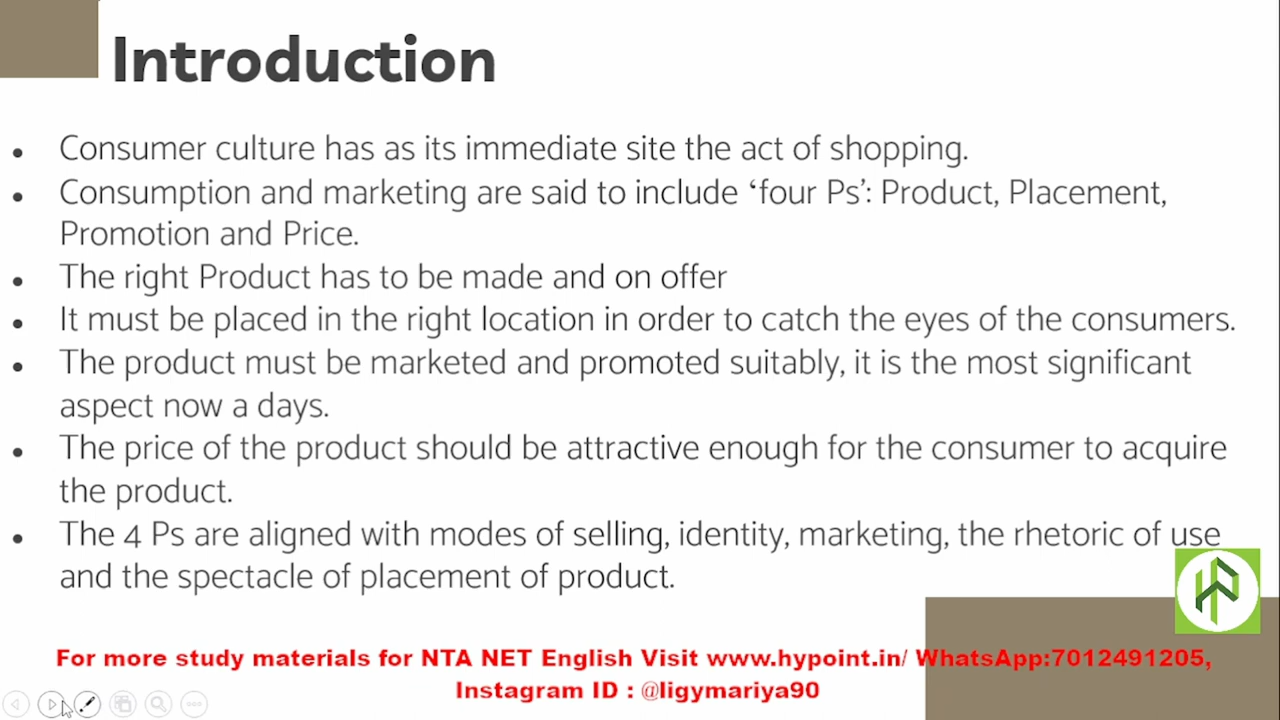 Introduction
• Consumer culture has as its immediate site the act of shopping.
• Consumption and marketing are said to include ‘four Ps’: Product, Placement,
Promotion and Price.
• The right Product has to be made and on offer
• It must be placed in the right location in order to catch the eyes of the consumers.
• The product must be marketed and promoted suitably, it is the most significant
aspect now a days.
• The price of the product should be attractive enough for the consumer to acquire
the product.
• The 4 Ps are aligned with modes of selling, identity, marketing, the rhetoric of use
and the spectacle of placement of product.
For more study materials for NTA NET English Visit www.hypoint.in/ WhatsApp:7012491205,
Instagram ID : @ligymariya90